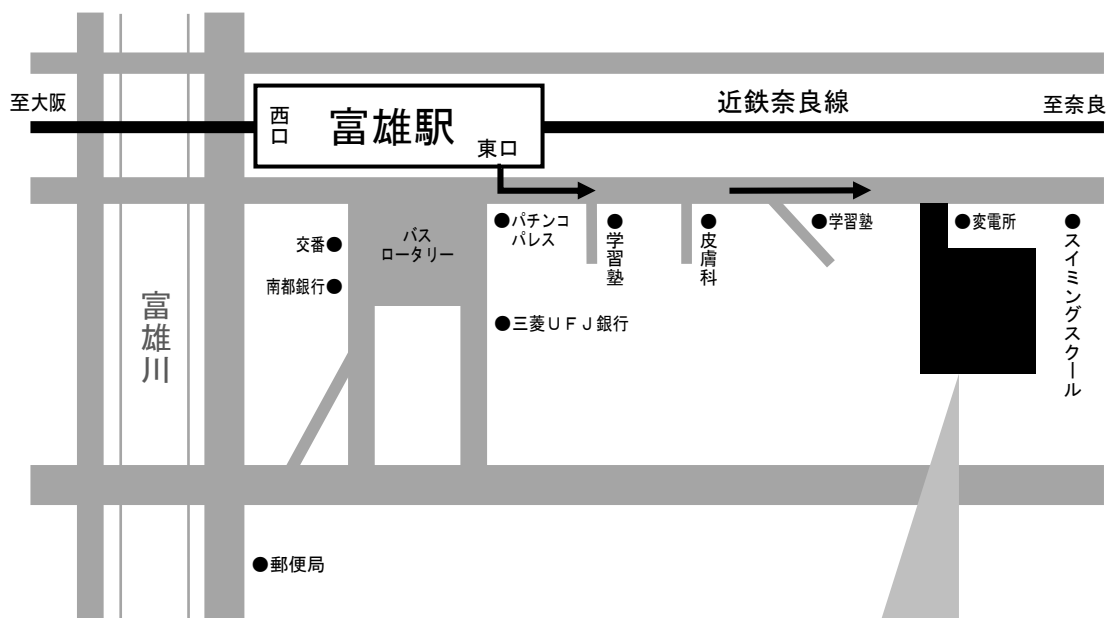 至大阪
西口
富雄駅
東口
近鉄奈良線
至奈良
交番
南都銀行
バス
ロータリー
パチンコ
パレス
学習塾
皮膚科
学習塾
変電所
スイミングスクール
三菱ＵＦＪ銀行
富雄川
郵便局